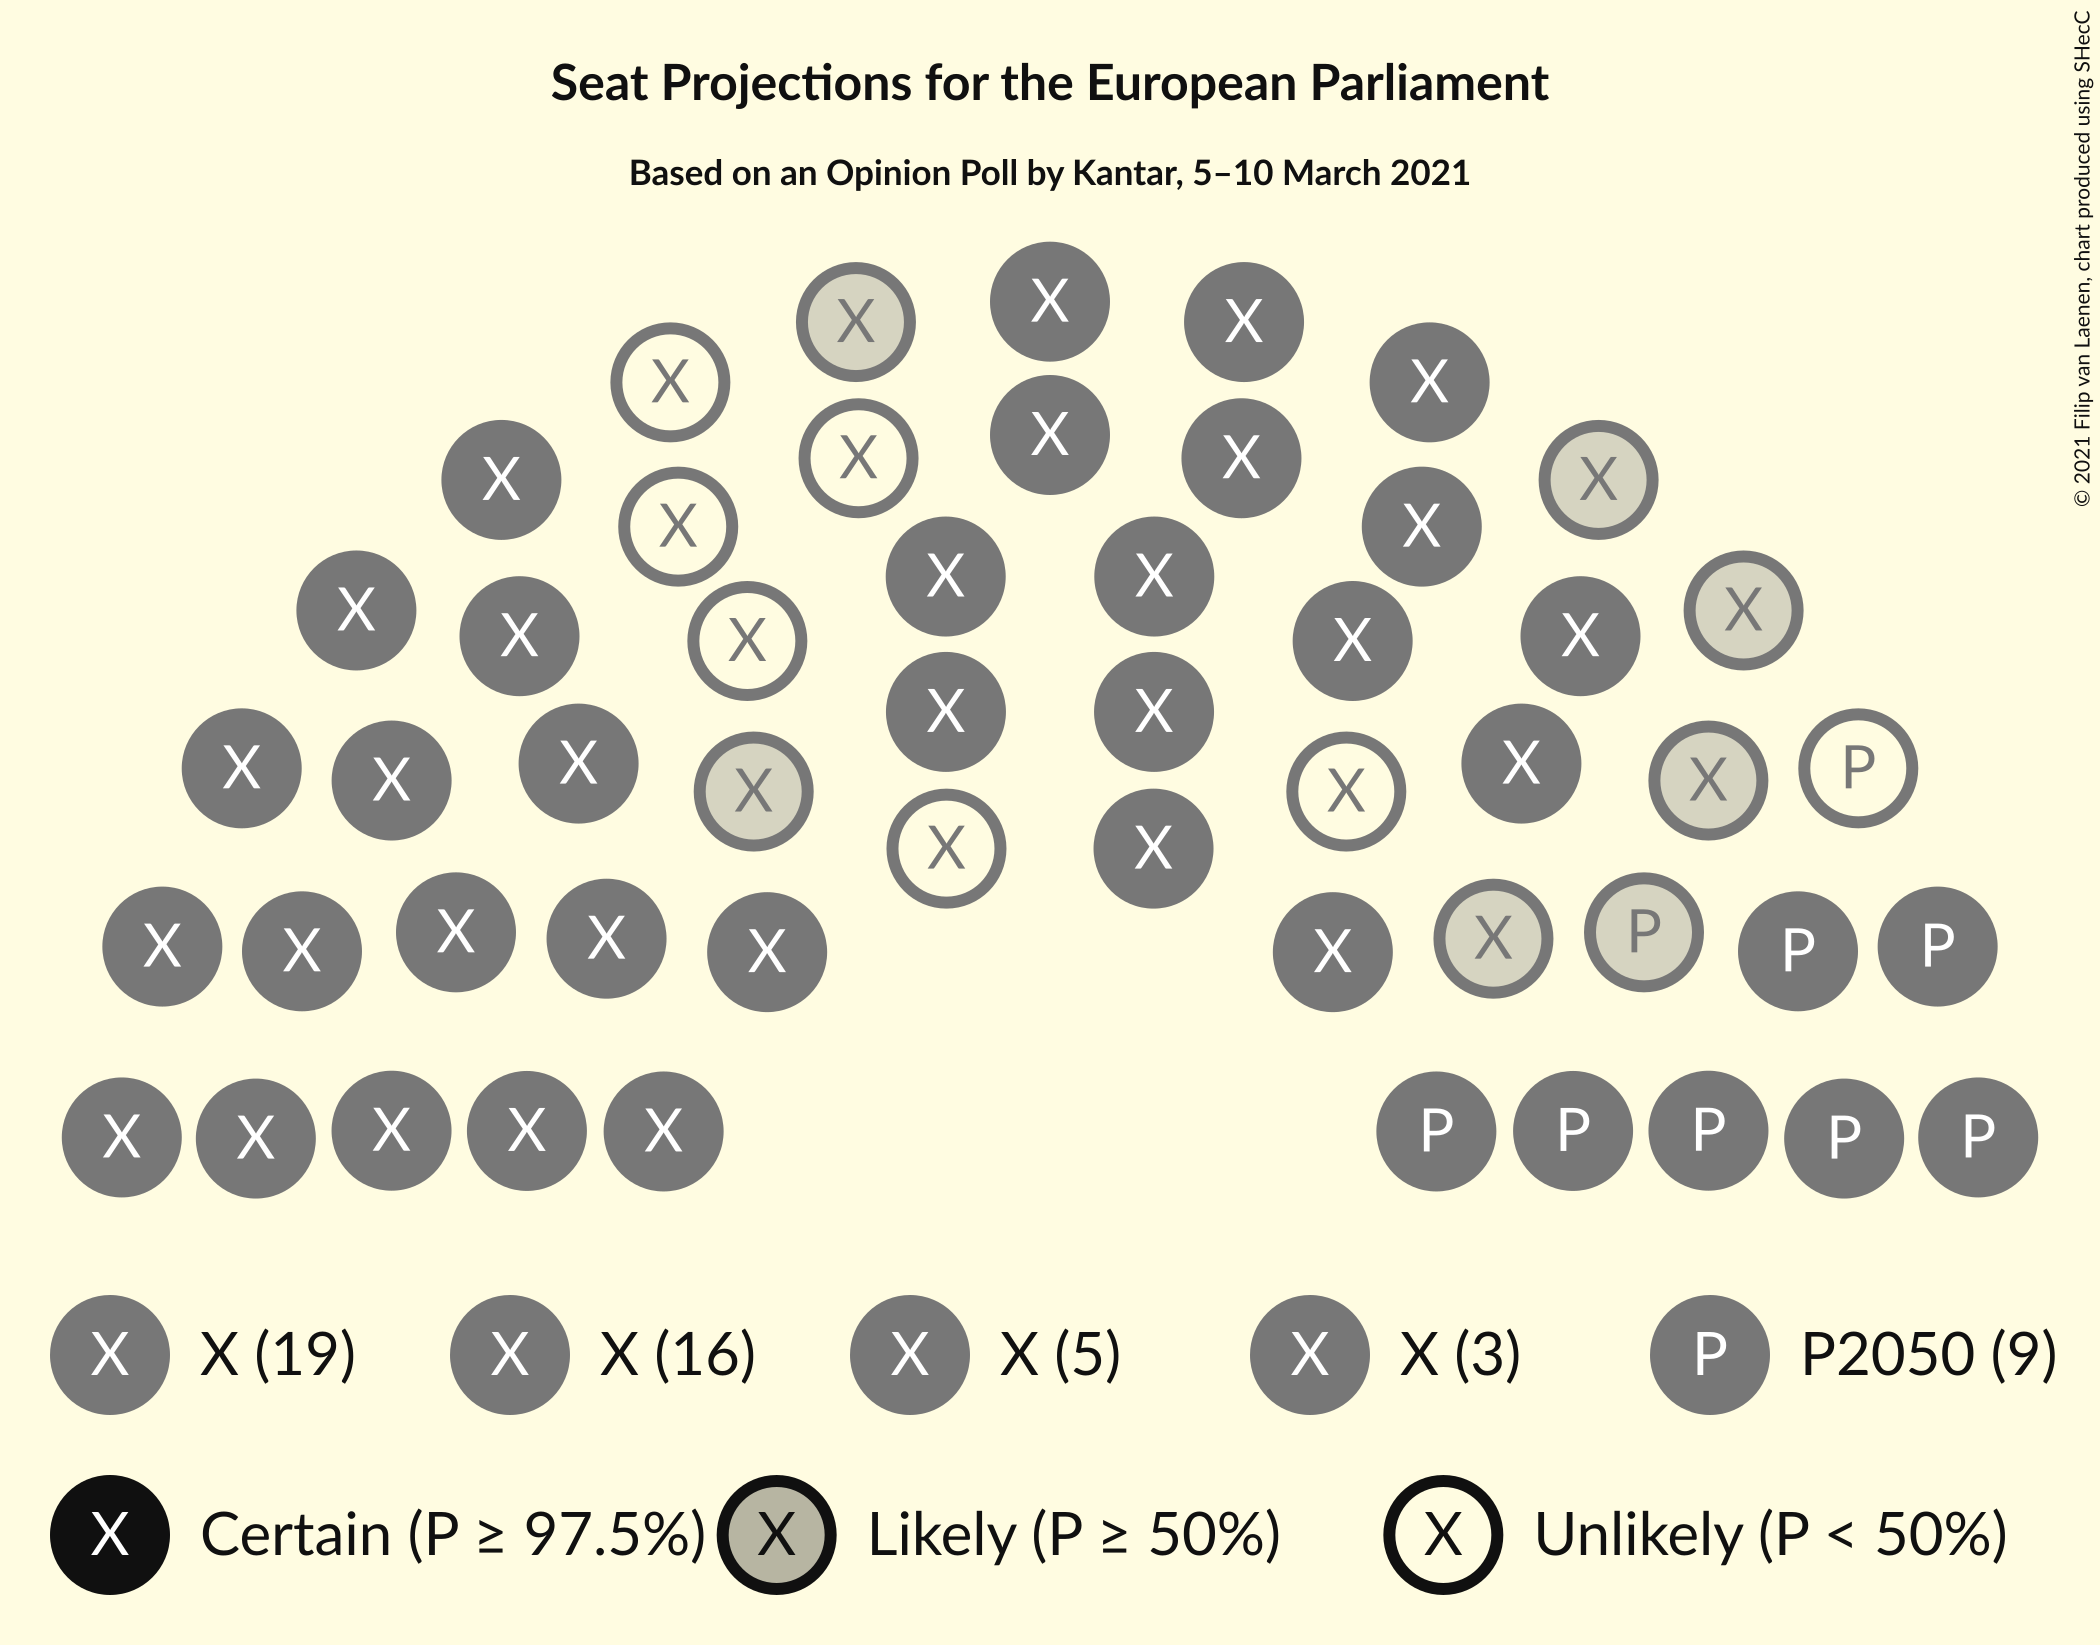 Seat Projections for the European Parliament
Based on an Opinion Poll by Kantar, 5–10 March 2021
© 2021 Filip van Laenen, chart produced using SHecC
X X X
X X
X X X X
X X X
X X X X
X X X X
X X X X
X X X X
X X X X P
X X
X X P
X X X X P P
X X X X
X X X X X P P P P P
X X (19) X X (16) X X (5) X X (3) P P2050 (9)
X Certain (P ≥ 97.5%) X Likely (P ≥ 50%) X Unlikely (P < 50%)